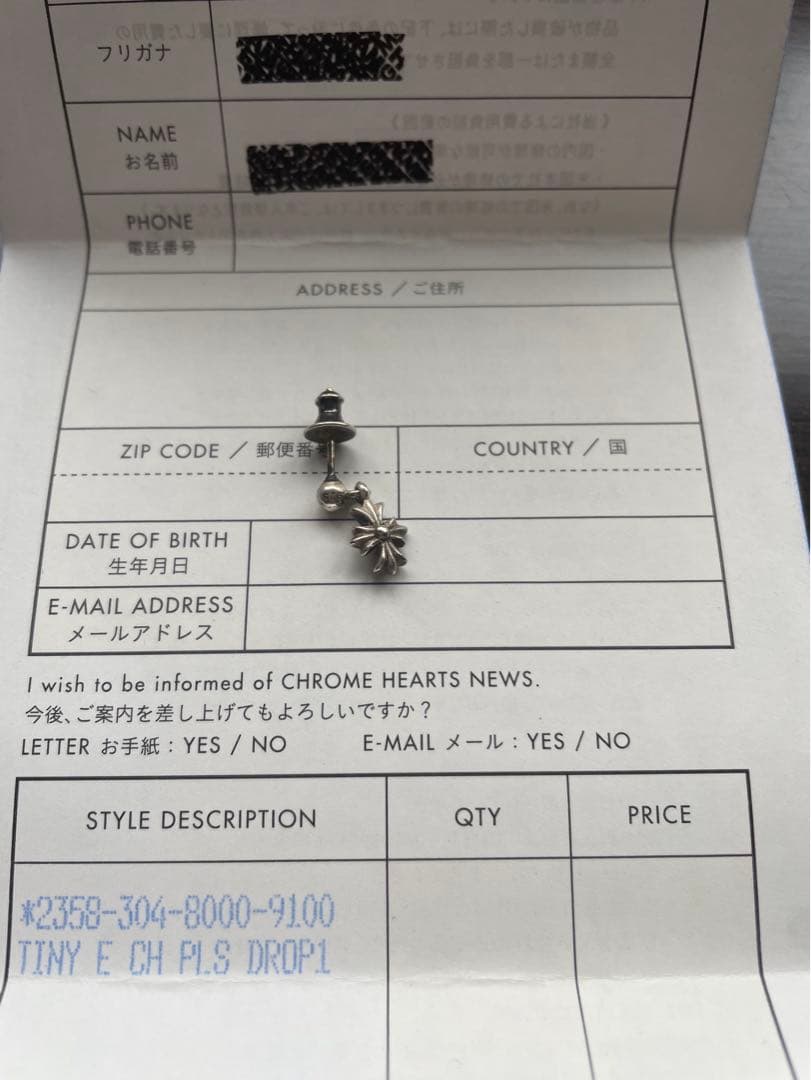 フリガナ
NAME
お名前
PHONE
電話番号
ADDRESS / ご住所
ZIP CODE / 郵便番号
COUNTRY / 国
DATE OF BIRTH
生年月日
E-MAIL ADDRESS
メールアドレス
I wish to be informed of CHROME HEARTS NEWS.
今後、ご案内を差し上げてもよろしいですか？
LETTER お手紙：YES / NO
E-MAIL メール：YES / NO
STYLE DESCRIPTION
QTY
PRICE
*2358-304-8000-9100
TINY E CH PLS DROP1